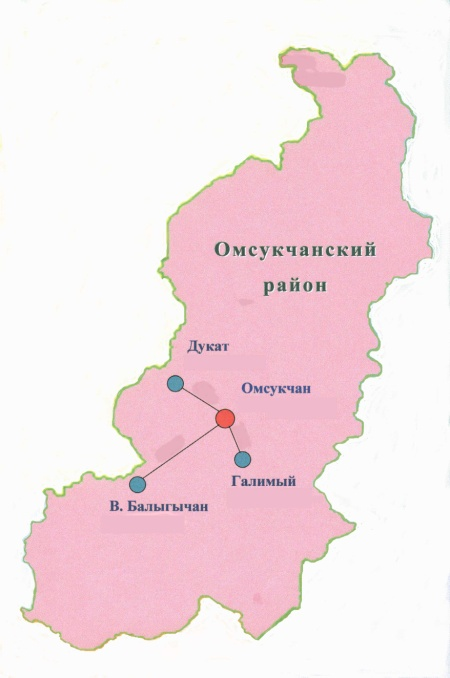 Омсукчанский
район
Дукат
Омсукчан
Галимый
В. Балыгычан